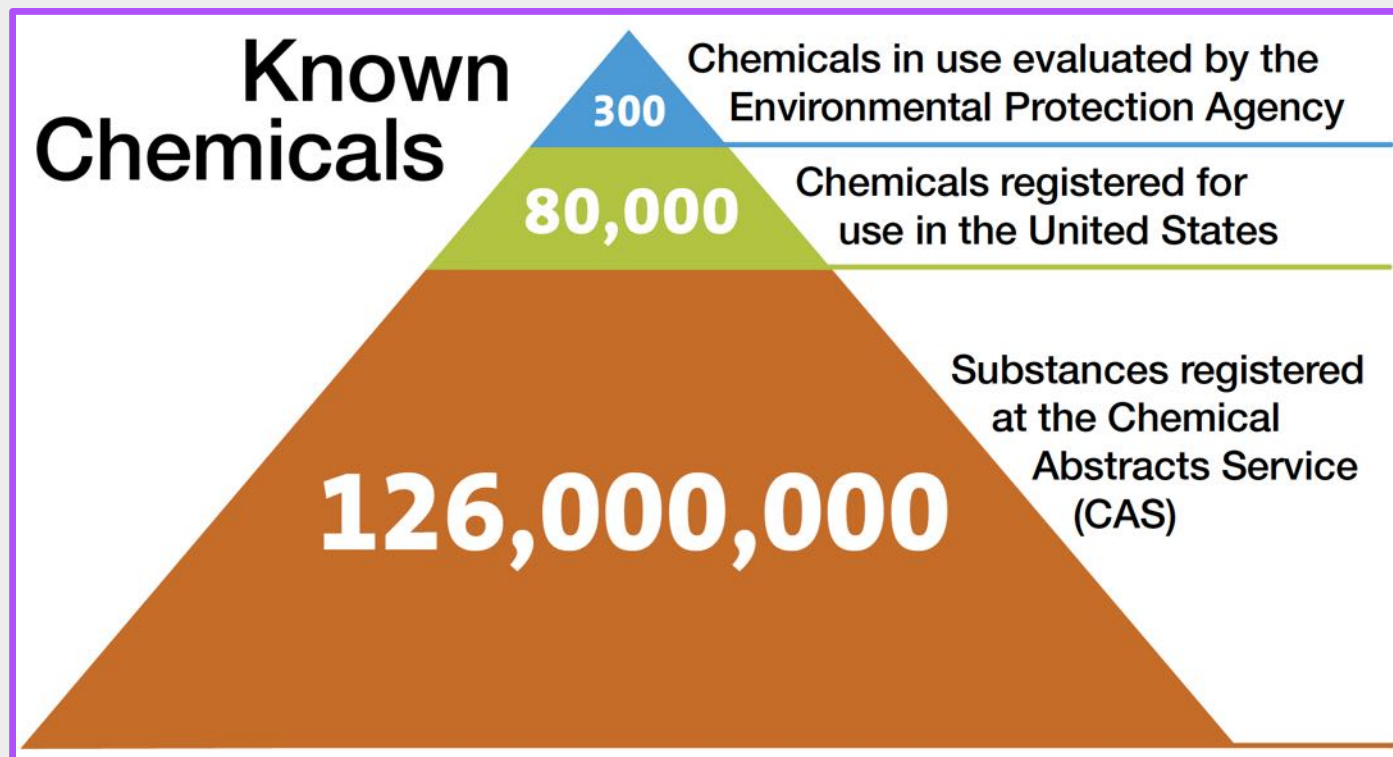 Known
Chemicals
300
Chemicals in use evaluated by the
Environmental Protection Agency
80,000
Chemicals registered for
use in the United States
126,000,000
Substances registered
at the Chemical
Abstracts Service
(CAS)